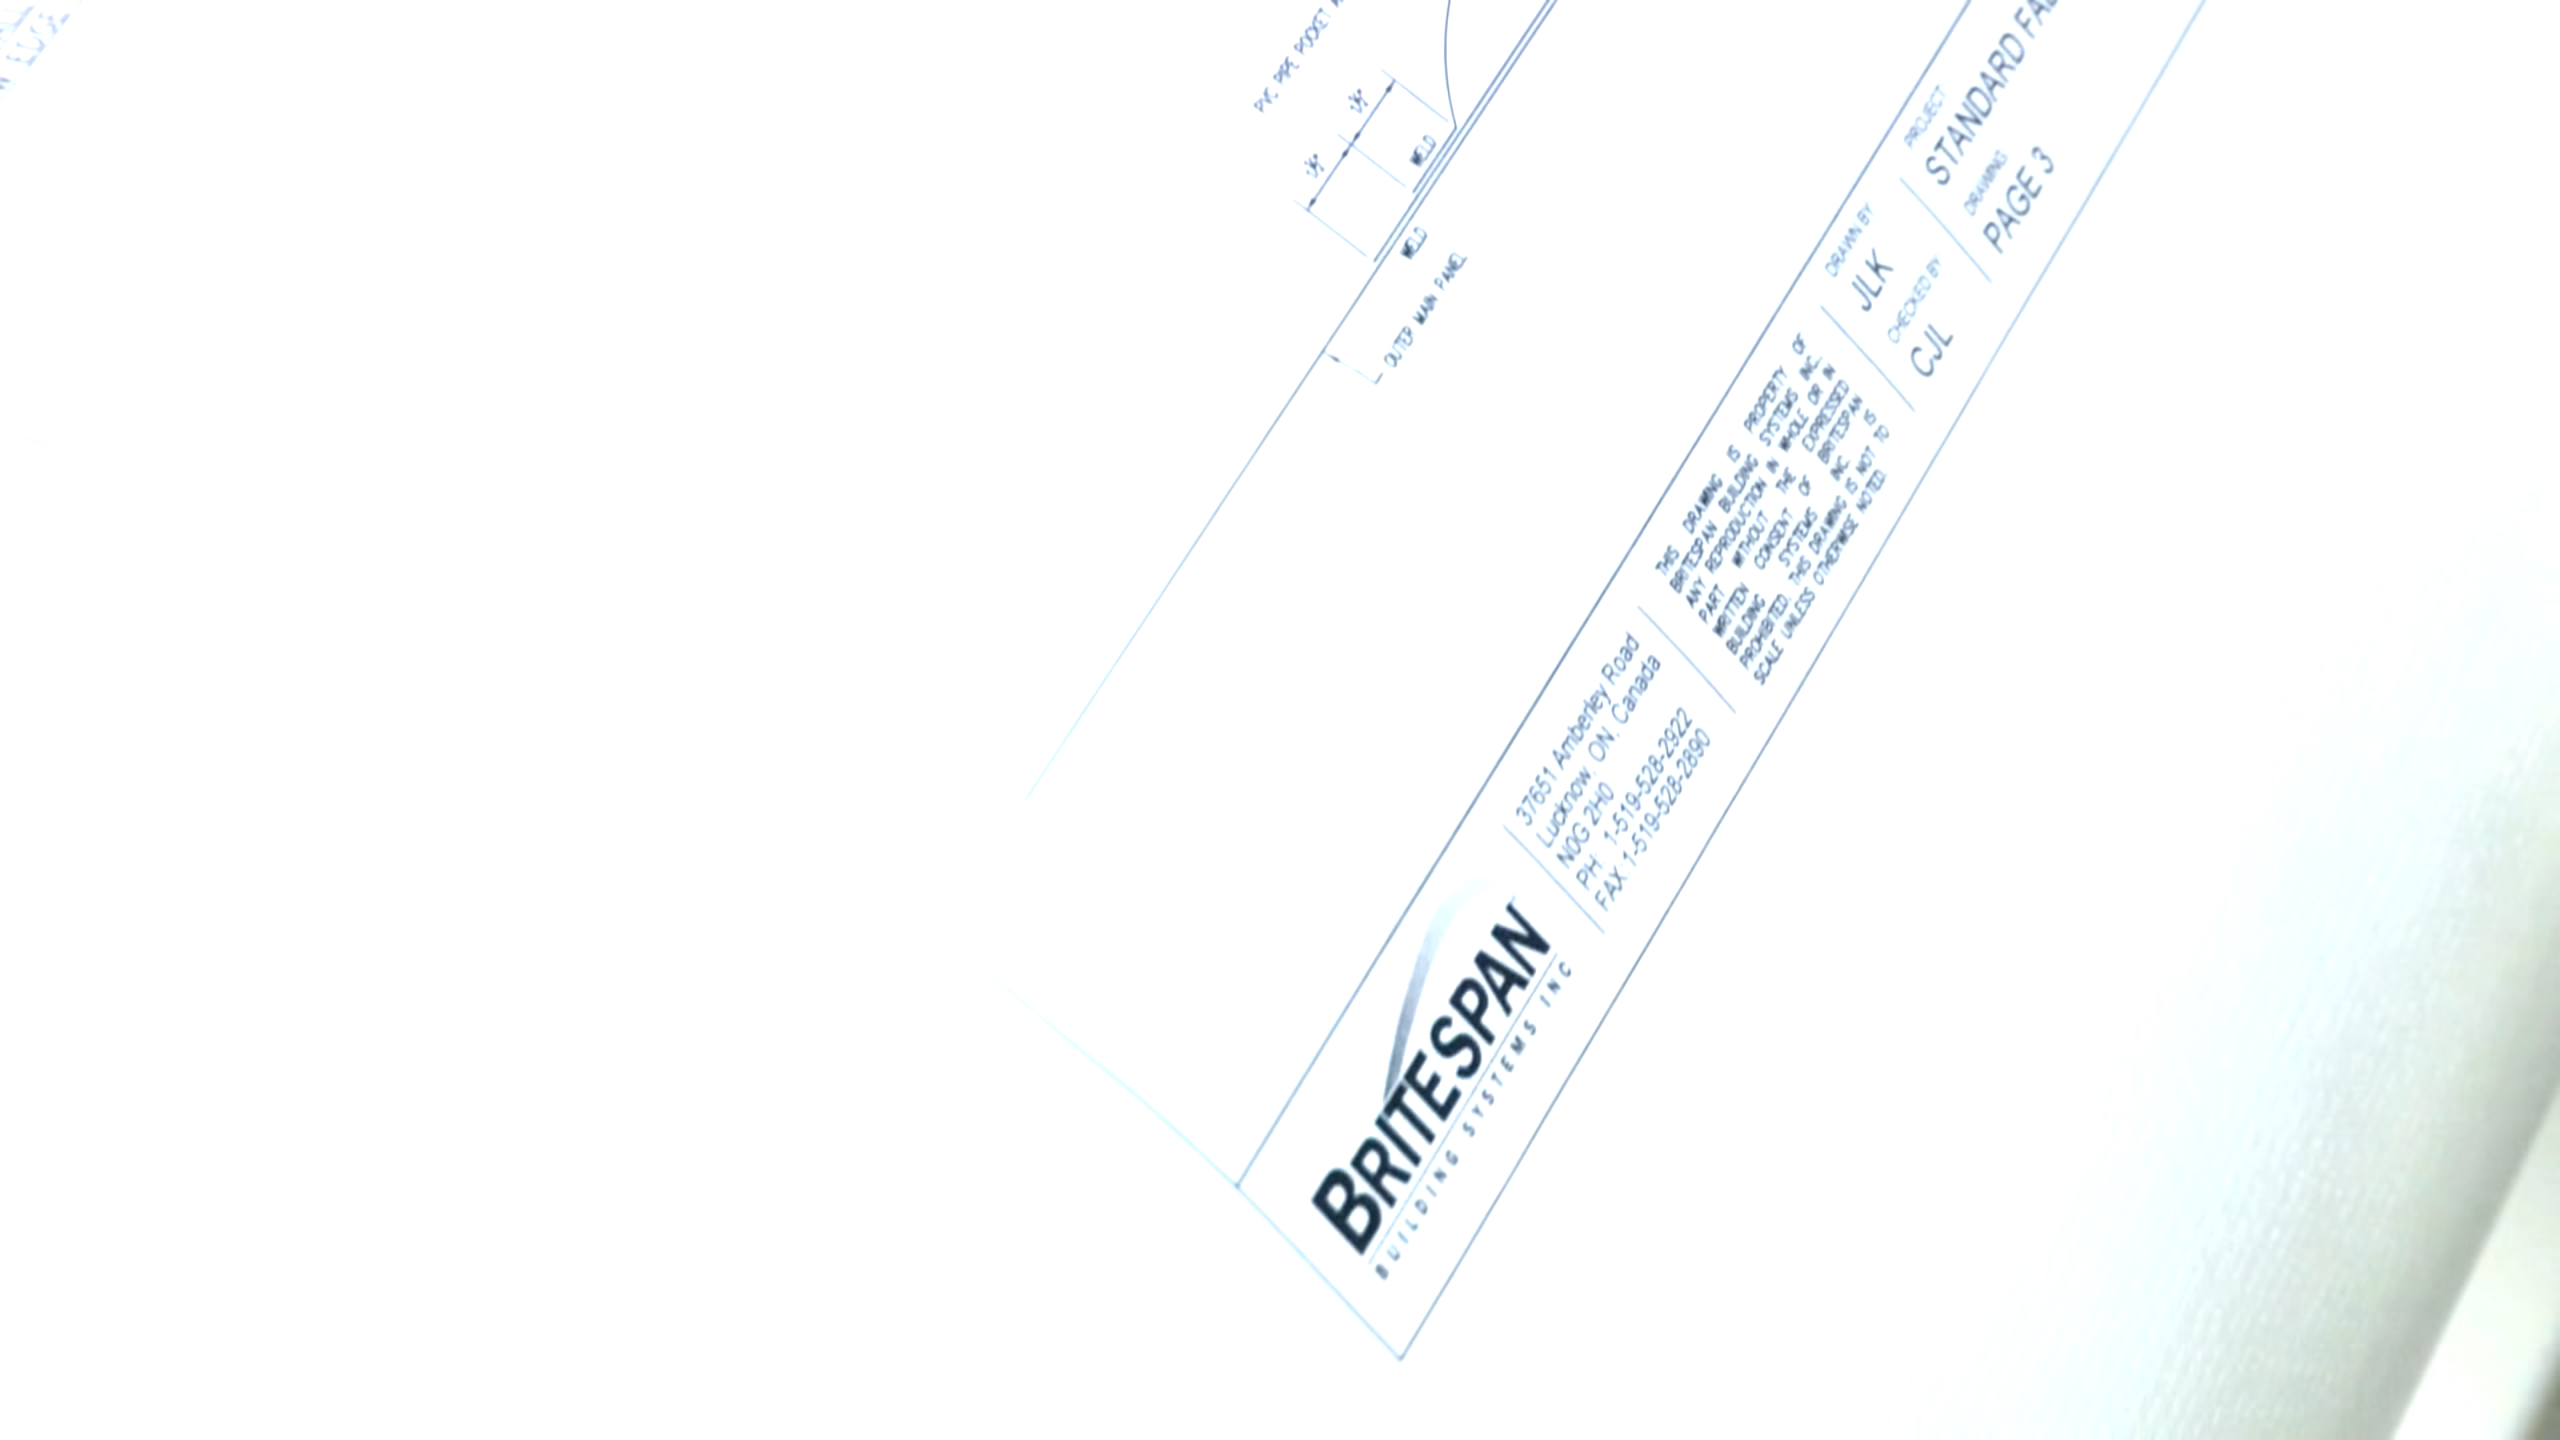 PVC PIPE POCKET
1½"
1½"
WELD
WELD
OUTER MAIN PANEL
BRITESPAN
BUILDING SYSTEMS INC
37651 Amberley Road
Lucknow, ON, Canada
N0G 2H0
PH: 1-519-528-2922
FAX:1-519-528-2890
THIS DRAWING IS PROPERTY OF
BRITESPAN BUILDING SYSTEMS INC.
ANY REPRODUCTION IN WHOLE OR IN
PART WITHOUT THE EXPRESSED
WRITTEN CONSENT OF BRITESPAN
BUILDING SYSTEMS INC. IS
PROHIBITED. THIS DRAWING IS NOT TO
SCALE UNLESS OTHERWISE NOTED.
DRAWN BY
JLK
CHECKED BY
CJL
PROJECT
STANDARD
DRAWING
PAGE 3